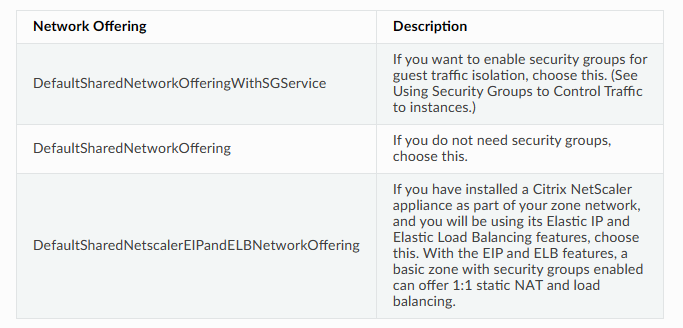 Network Offering
Description
DefaultSharedNetworkOfferingWithSGService
If you want to enable security groups for
guest traffic isolation, choose this. (See
Using Security Groups to Control Traffic
to instances.)
DefaultSharedNetworkOffering
If you do not need security groups,
choose this.
DefaultSharedNetscalerEIPandELBNetworkOffering
If you have installed a Citrix NetScaler
appliance as part of your zone network,
and you will be using its Elastic IP and
Elastic Load Balancing features, choose
this. With the EIP and ELB features, a
basic zone with security groups enabled
can offer 1:1 static NAT and load
balancing.